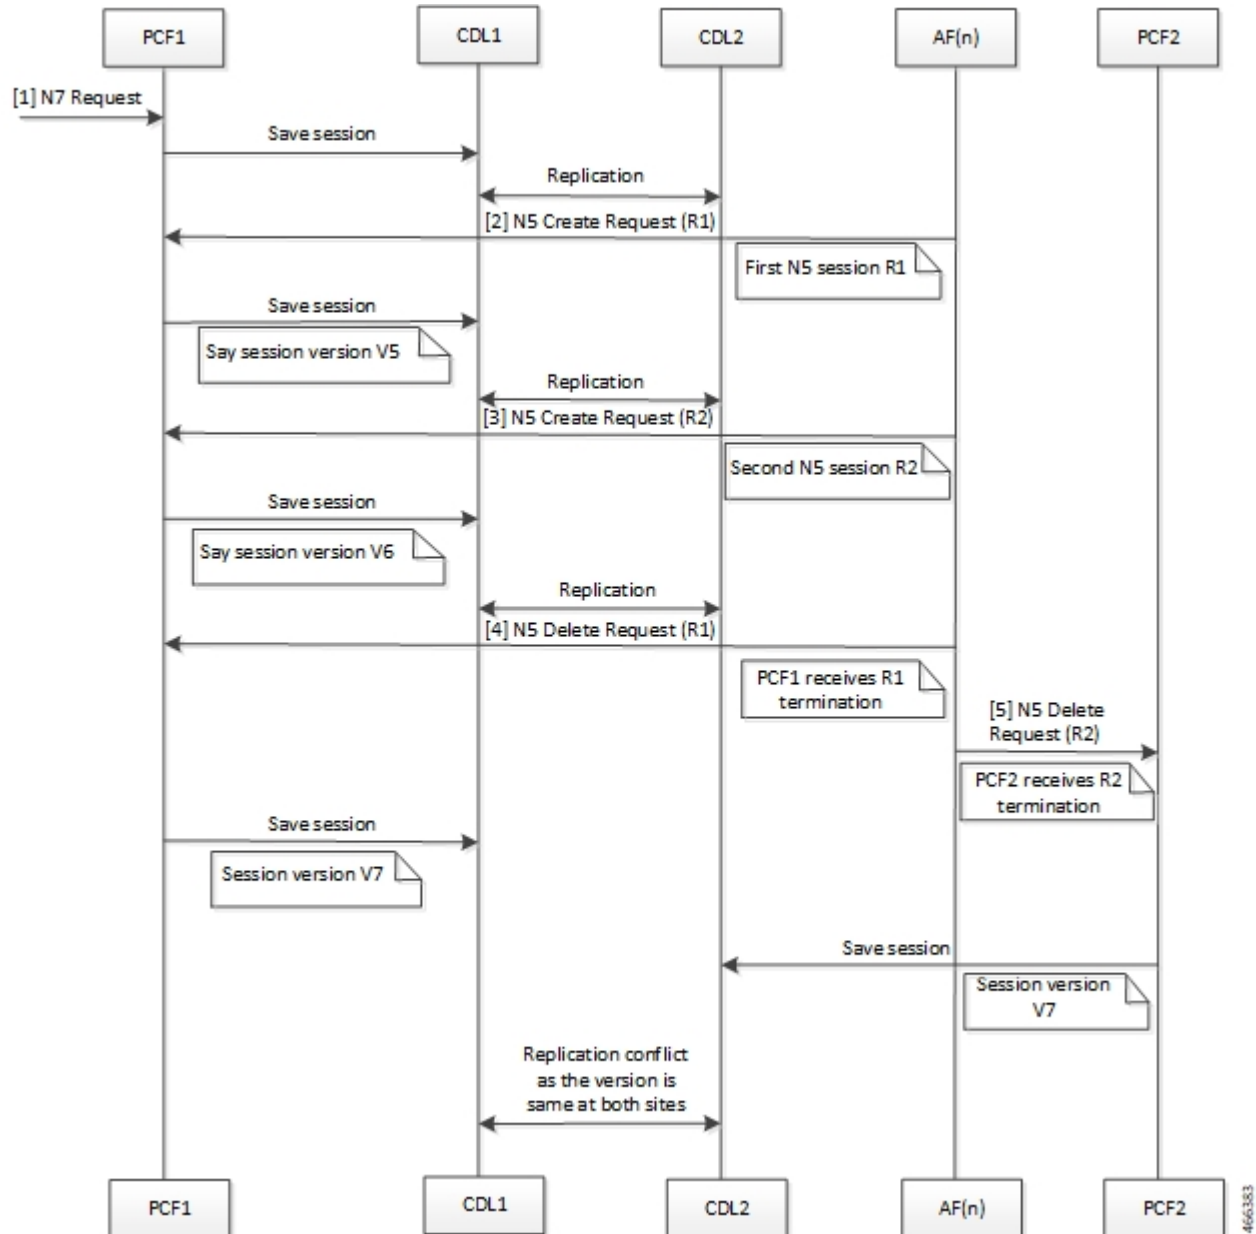 PCF1
CDL1
CDL2
AF(n)
PCF2
[1] N7 Request
Save session
Replication
[2] N5 Create Request (R1)
First N5 session R1
Save session
Say session version V5
Replication
[3] N5 Create Request (R2)
Second N5 session R2
Save session
Say session version V6
Replication
[4] N5 Delete Request (R1)
PCF1 receives R1
termination
[5] N5 Delete
Request (R2)
PCF2 receives R2
termination
Save session
Session version V7
Save session
Session version
V7
Replication conflict
as the version is
same at both sites
PCF1
CDL1
CDL2
AF(n)
PCF2
466383